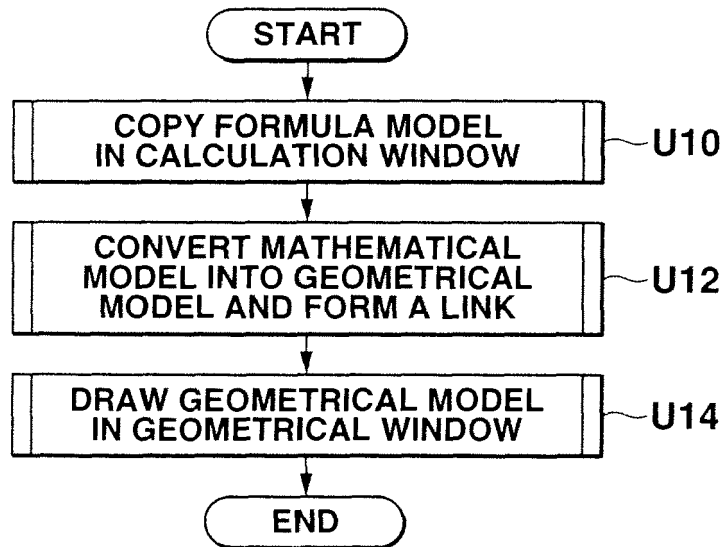 START
COPY FORMULA MODEL
IN CALCULATION WINDOW
U10
CONVERT MATHEMATICAL
MODEL INTO GEOMETRICAL
MODEL AND FORM A LINK
U12
DRAW GEOMETRICAL MODEL
IN GEOMETRICAL WINDOW
U14
END